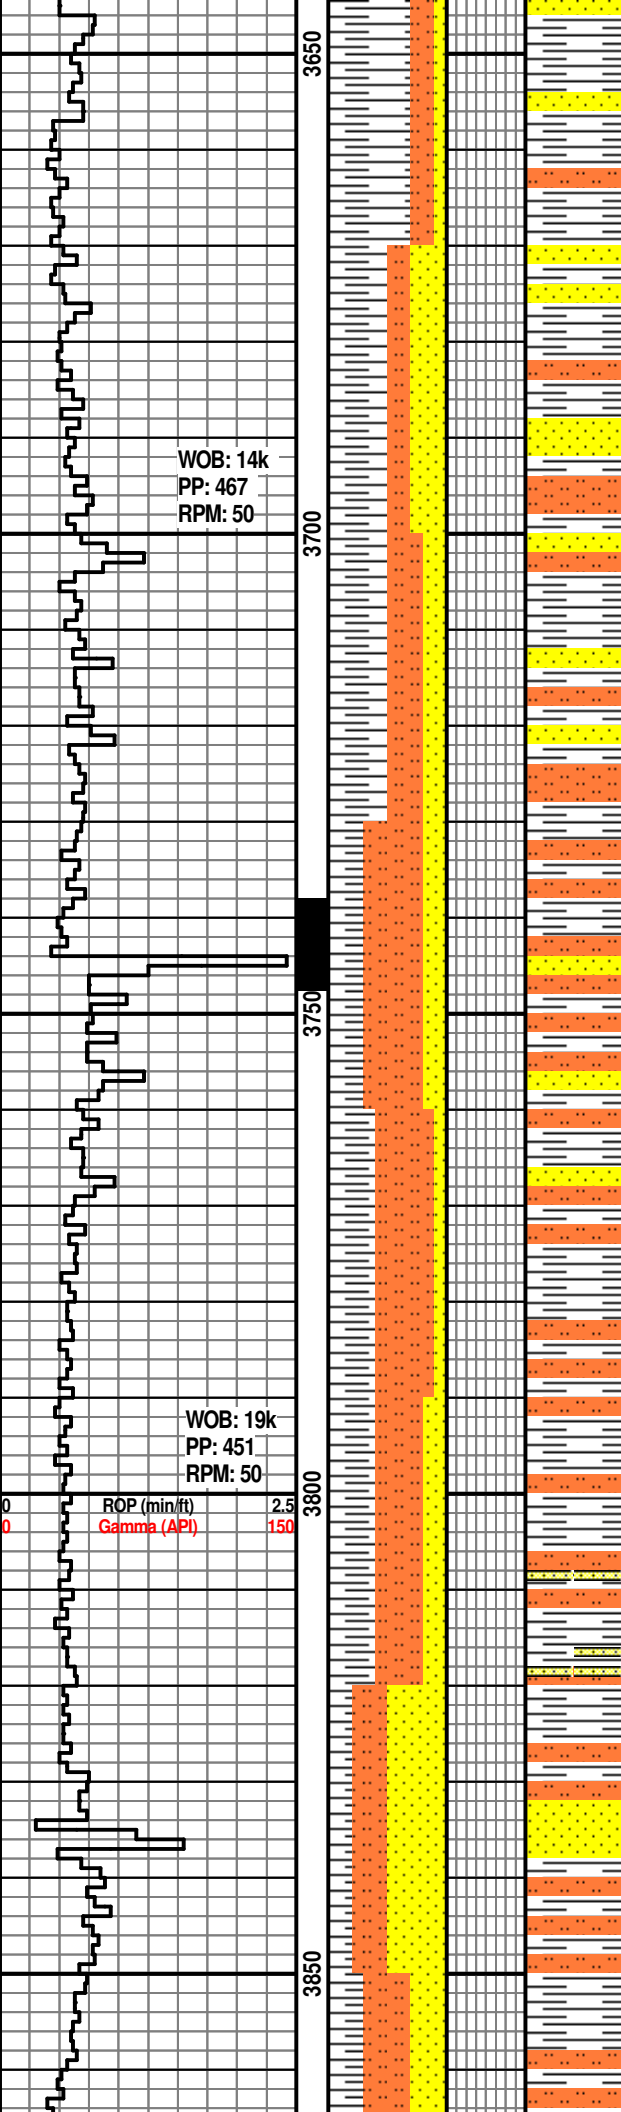 3650
WOB: 14k
PP: 467
RPM: 50
3700
3750
WOB: 19k
PP: 451
RPM: 50
3800
0 ROP (min/ft) 2.5
0 Gamma (API) 150
3850